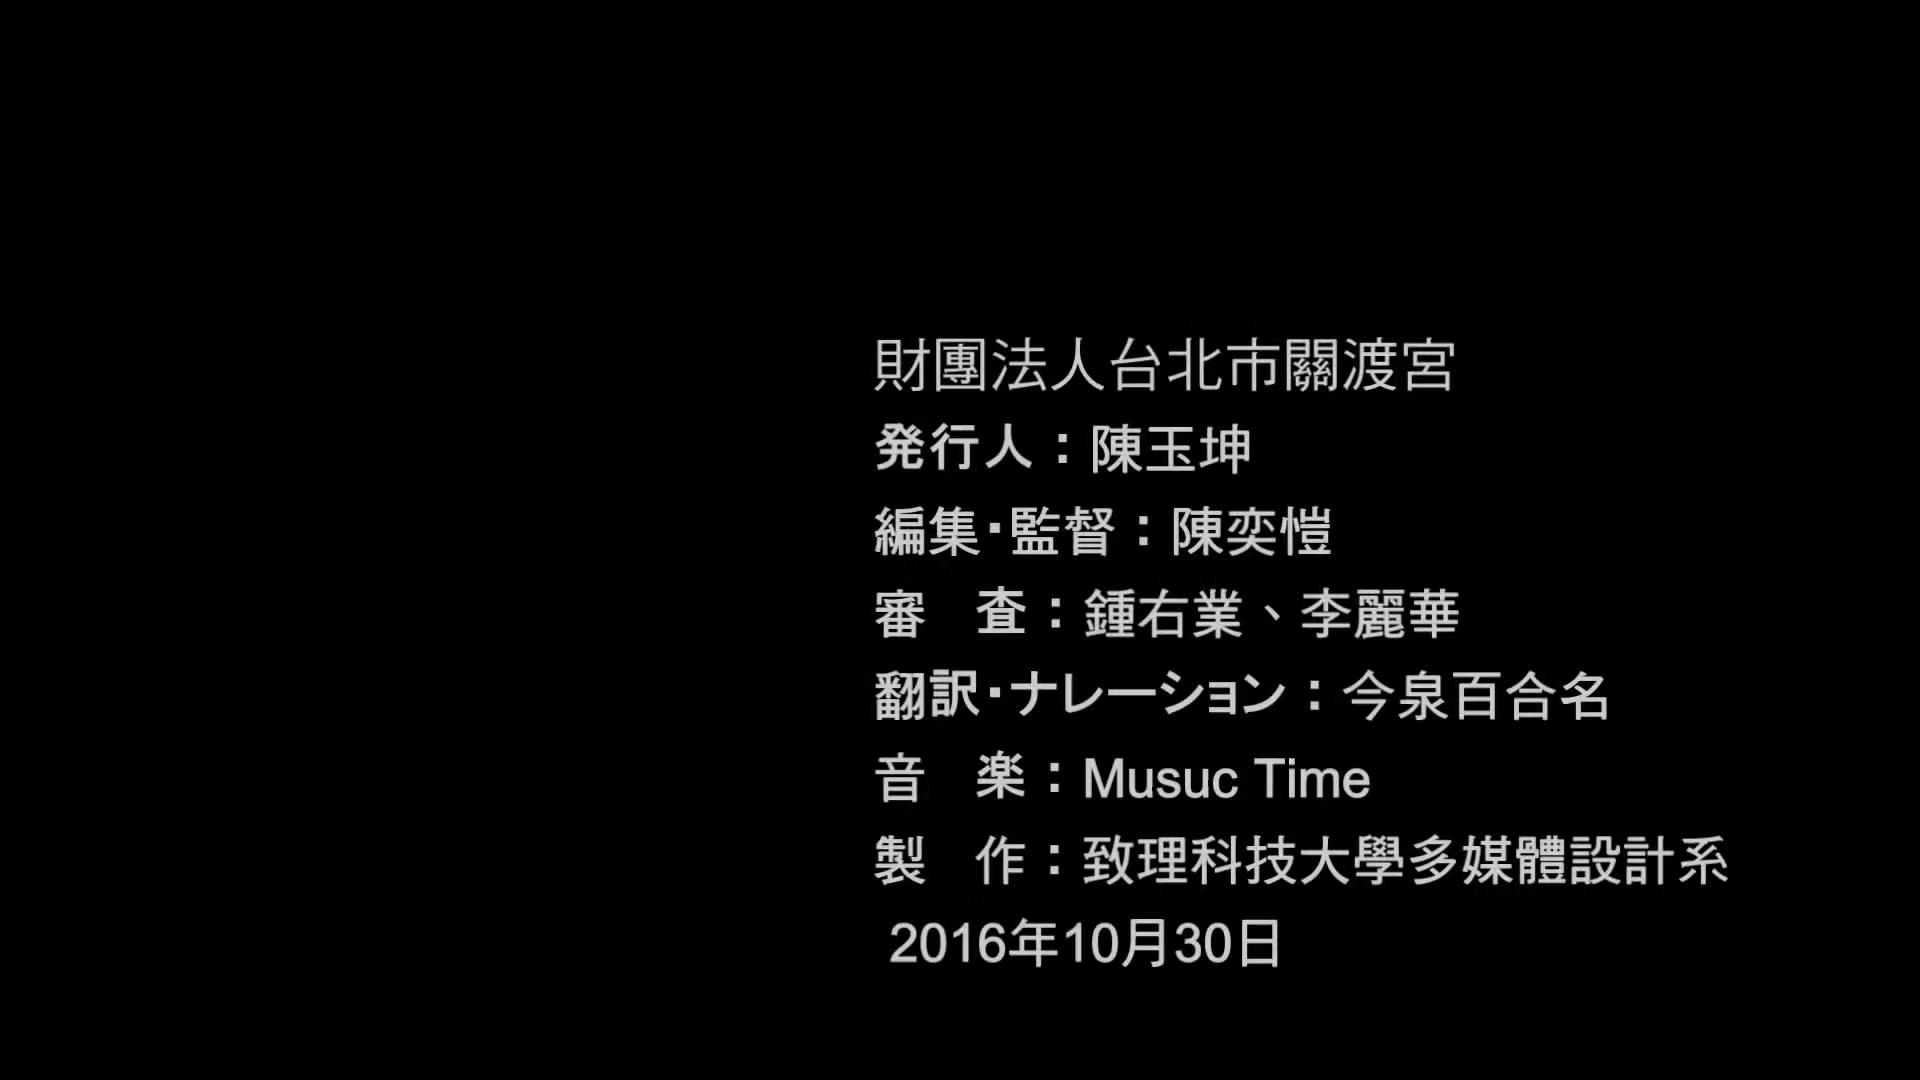 財團法人台北市關渡宮
発行人：陳玉坤
編集･監督：陳奕愷
審　査：鍾右業、李麗華
翻訳･ナレーション：今泉百合名
音　楽：Musuc Time
製　作：致理科技大學多媒體設計系
2016年10月30日